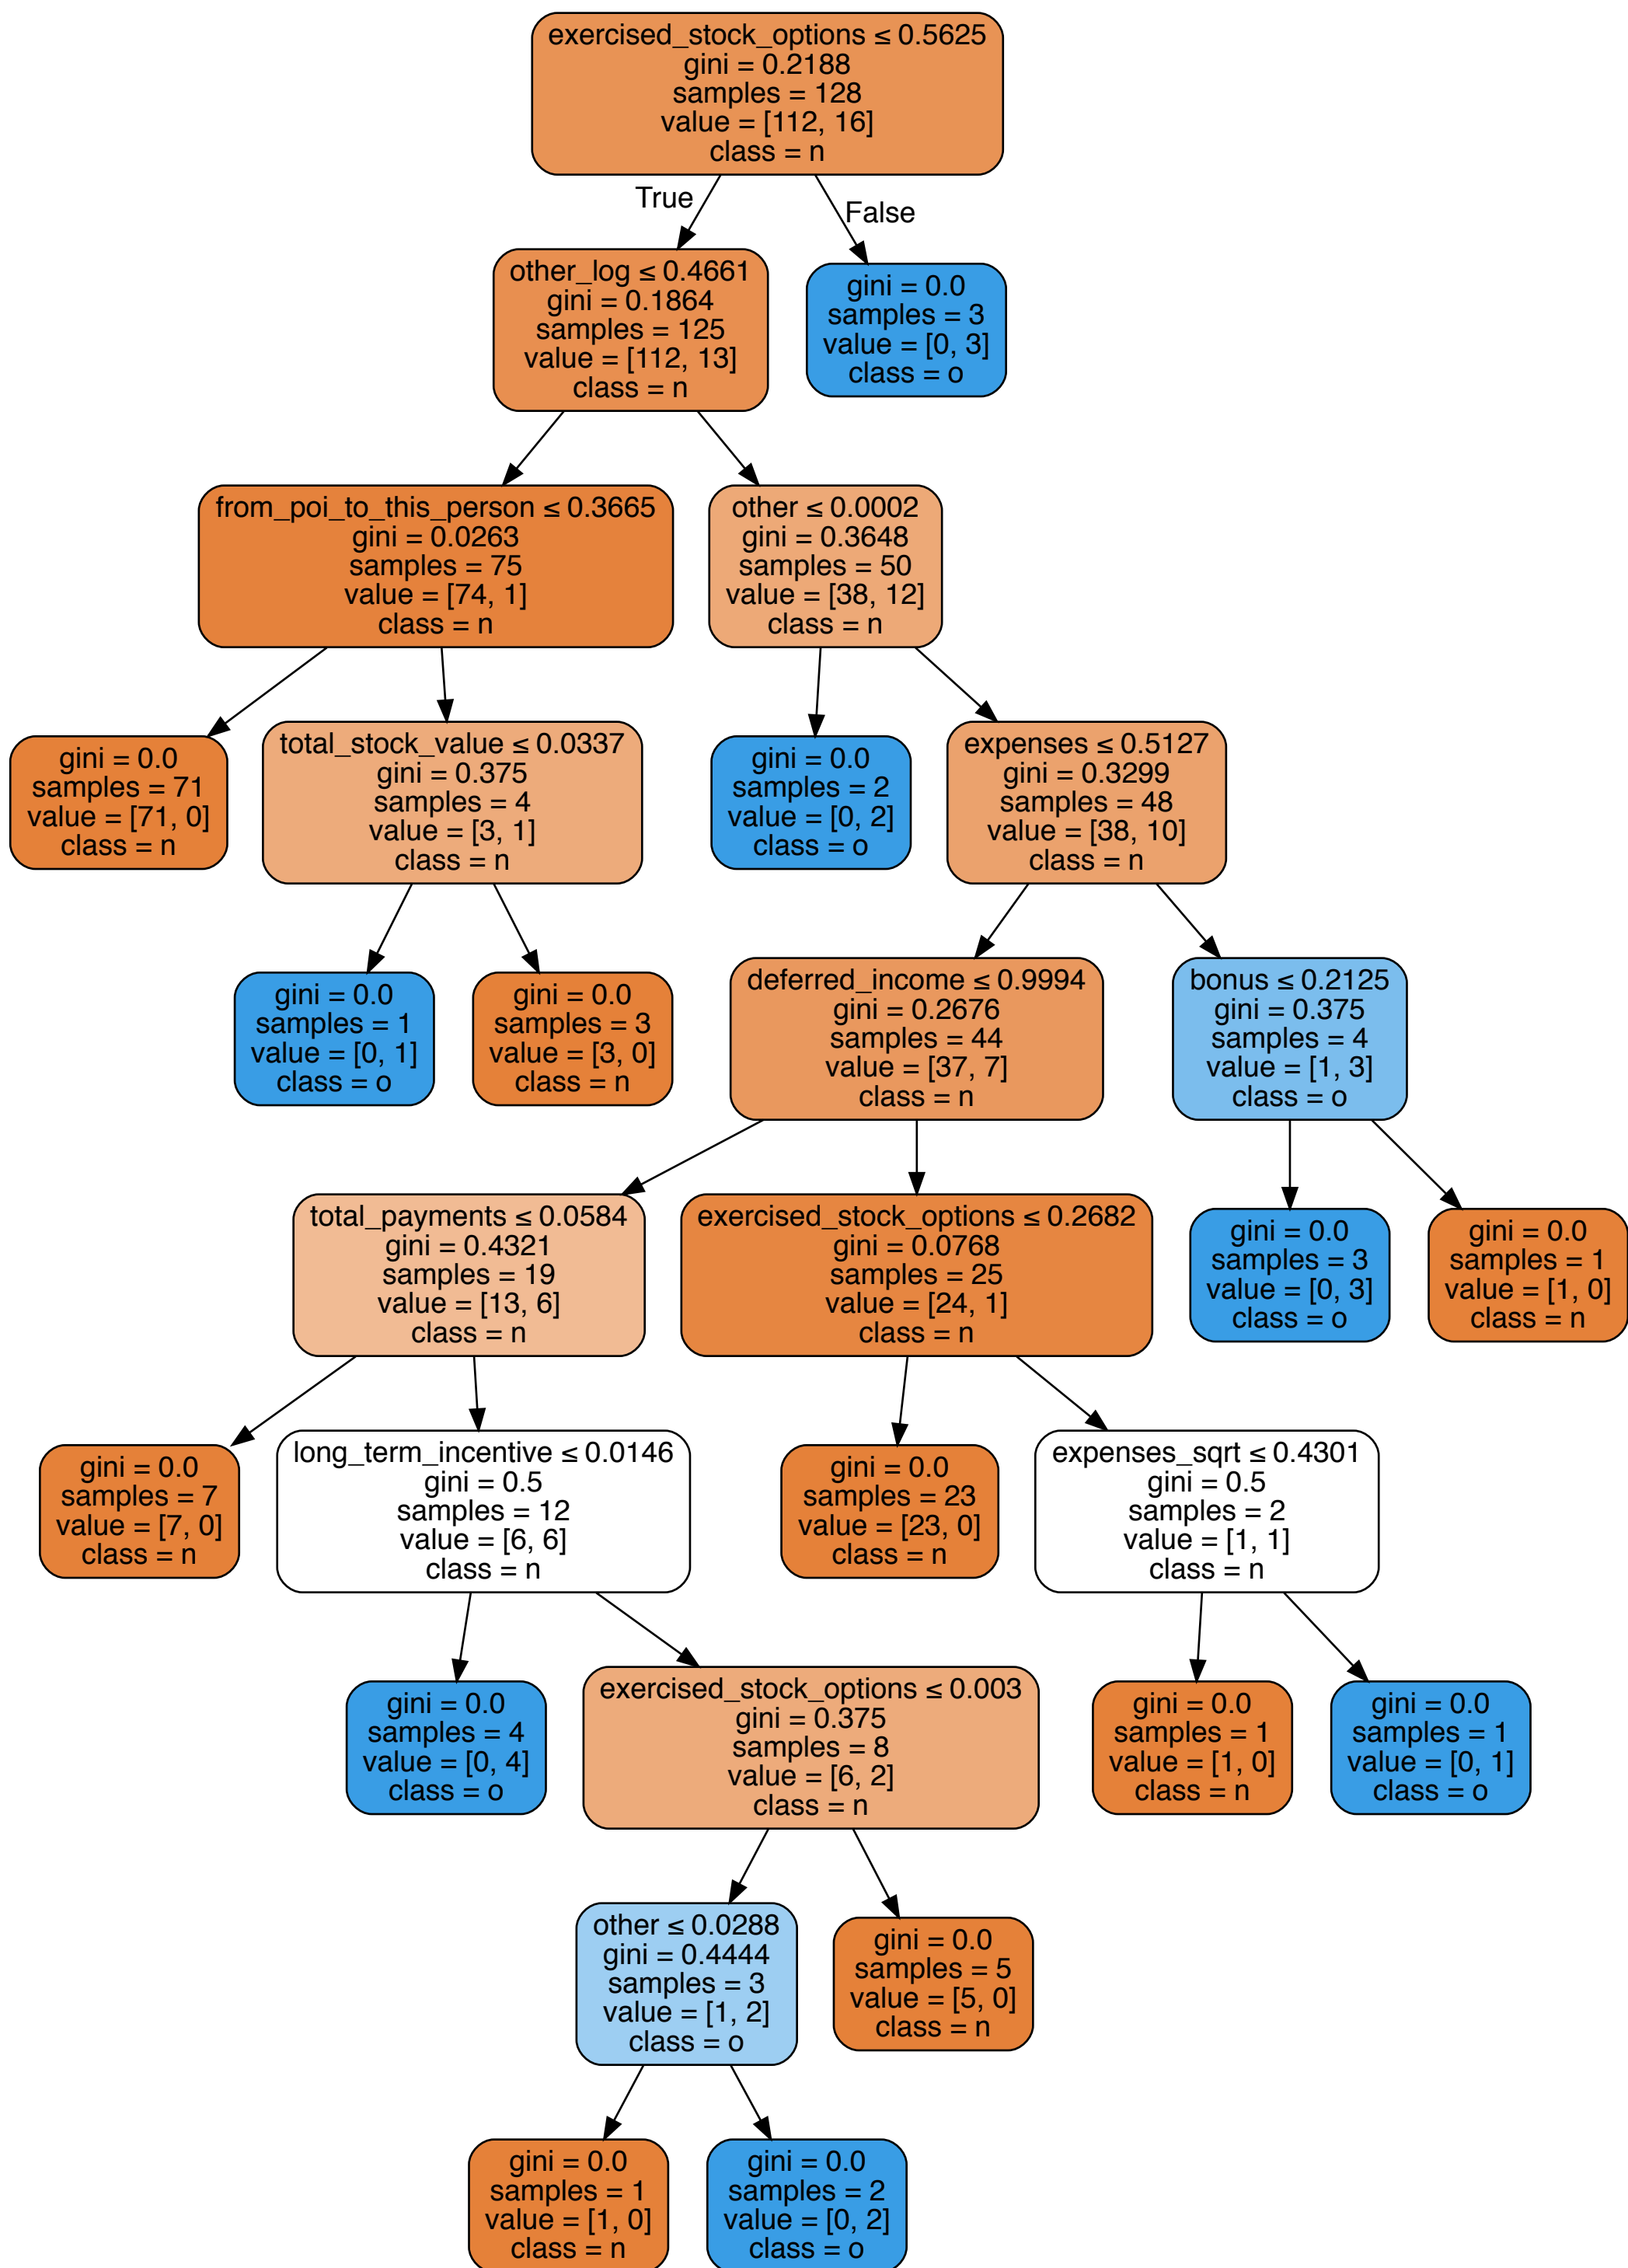 exercised_stock_options ≤ 0.5625
gini = 0.2188
samples = 128
value = [112, 16]
class = n
True
False
other_log ≤ 0.4661
gini = 0.1864
samples = 125
value = [112, 13]
class = n
gini = 0.0
samples = 3
value = [0, 3]
class = o
from_poi_to_this_person ≤ 0.3665
gini = 0.0263
samples = 75
value = [74, 1]
class = n
other ≤ 0.0002
gini = 0.3648
samples = 50
value = [38, 12]
class = n
gini = 0.0
samples = 71
value = [71, 0]
class = n
total_stock_value ≤ 0.0337
gini = 0.375
samples = 4
value = [3, 1]
class = n
gini = 0.0
samples = 2
value = [0, 2]
class = o
expenses ≤ 0.5127
gini = 0.3299
samples = 48
value = [38, 10]
class = n
gini = 0.0
samples = 1
value = [0, 1]
class = o
gini = 0.0
samples = 3
value = [3, 0]
class = n
deferred_income ≤ 0.9994
gini = 0.2676
samples = 44
value = [37, 7]
class = n
bonus ≤ 0.2125
gini = 0.375
samples = 4
value = [1, 3]
class = o
total_payments ≤ 0.0584
gini = 0.4321
samples = 19
value = [13, 6]
class = n
exercised_stock_options ≤ 0.2682
gini = 0.0768
samples = 25
value = [24, 1]
class = n
gini = 0.0
samples = 3
value = [0, 3]
class = o
gini = 0.0
samples = 1
value = [1, 0]
class = n
gini = 0.0
samples = 7
value = [7, 0]
class = n
long_term_incentive ≤ 0.0146
gini = 0.5
samples = 12
value = [6, 6]
class = n
gini = 0.0
samples = 23
value = [23, 0]
class = n
expenses_sqrt ≤ 0.4301
gini = 0.5
samples = 2
value = [1, 1]
class = n
gini = 0.0
samples = 4
value = [0, 4]
class = o
exercised_stock_options ≤ 0.003
gini = 0.375
samples = 8
value = [6, 2]
class = n
gini = 0.0
samples = 1
value = [1, 0]
class = n
gini = 0.0
samples = 1
value = [0, 1]
class = o
other ≤ 0.0288
gini = 0.4444
samples = 3
value = [1, 2]
class = o
gini = 0.0
samples = 5
value = [5, 0]
class = n
gini = 0.0
samples = 1
value = [1, 0]
class = n
gini = 0.0
samples = 2
value = [0, 2]
class = o